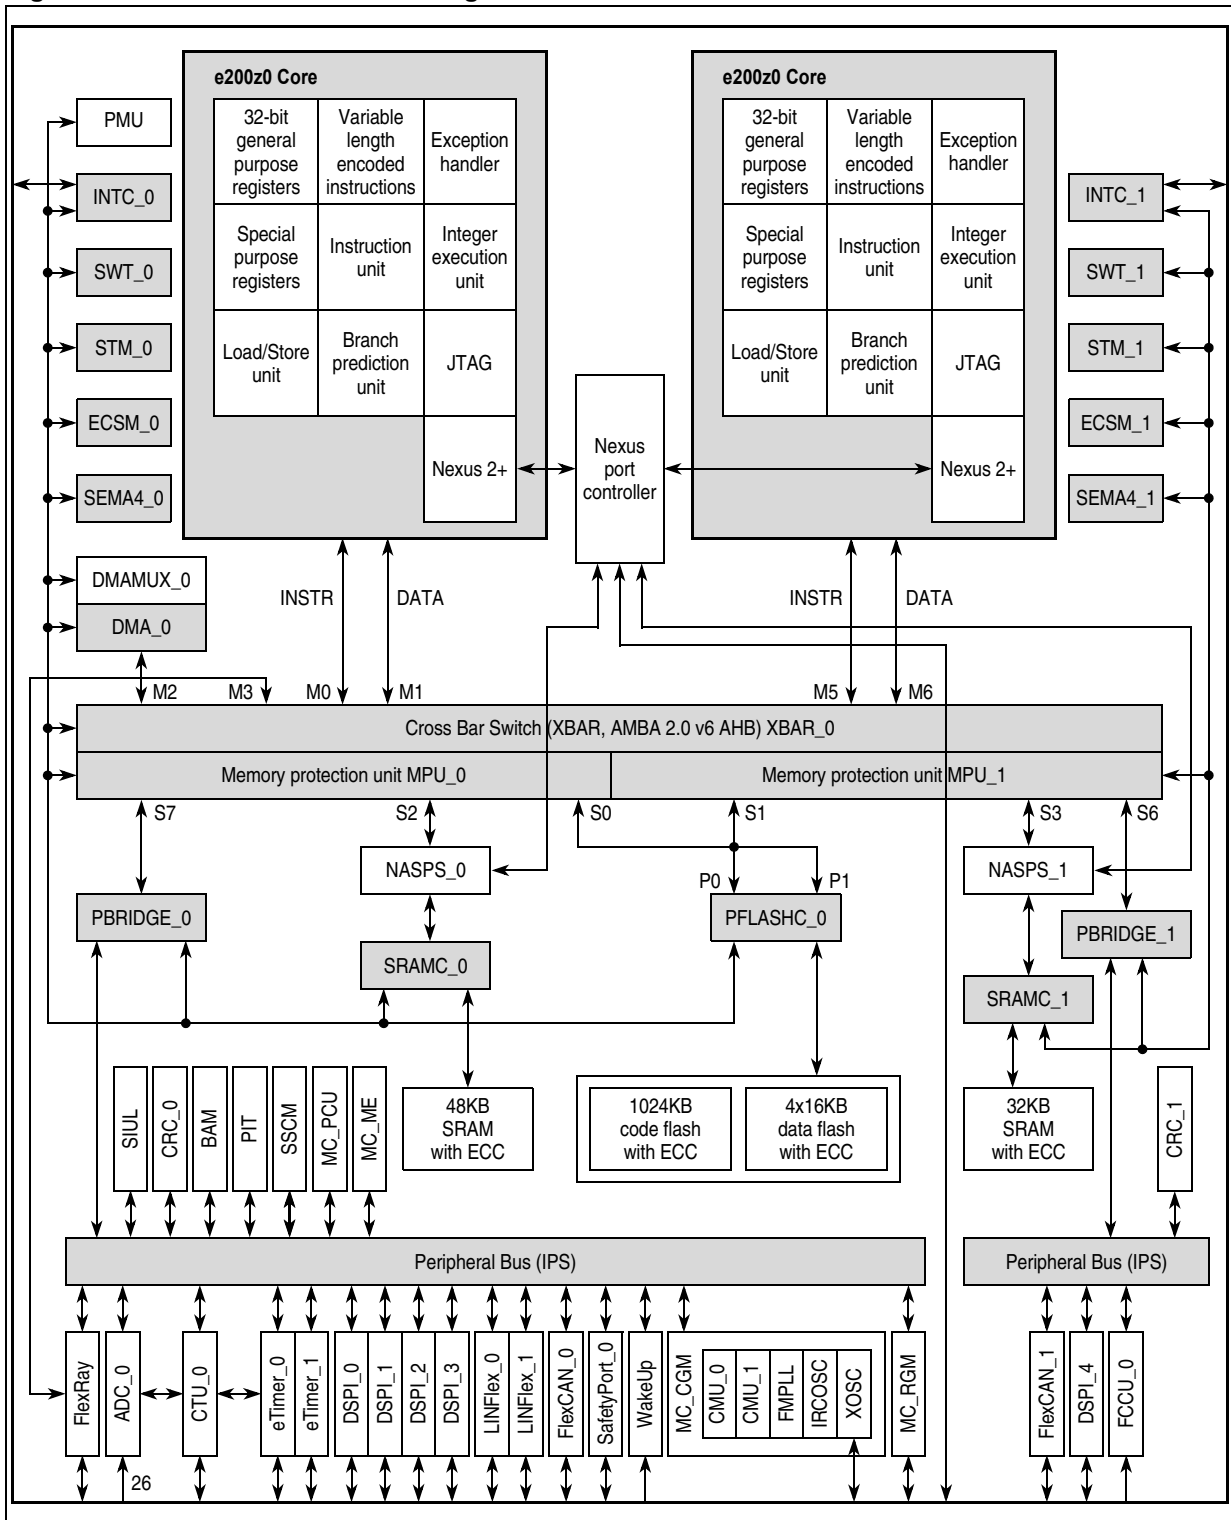 e200z0 Core
32-bit
general
purpose
registers
Variable
length
encoded
instructions
Exception
handler
Special
purpose
registers
Instruction
unit
Integer
execution
unit
Load/Store
unit
Branch
prediction
unit
JTAG
Nexus 2+
e200z0 Core
32-bit
general
purpose
registers
Variable
length
encoded
instructions
Exception
handler
Special
purpose
registers
Instruction
unit
Integer
execution
unit
Load/Store
unit
Branch
prediction
unit
JTAG
Nexus 2+
PMU
INTC_0
SWT_0
STM_0
ECSM_0
SEMA4_0
DMAMUX_0
DMA_0
Nexus
port
controller
INTC_1
SWT_1
STM_1
ECSM_1
SEMA4_1
INSTR
DATA
INSTR
DATA
M2
M3
M0
M1
M5
M6
Cross Bar Switch (XBAR, AMBA 2.0 v6 AHB) XBAR_0
Memory protection unit MPU_0
Memory protection unit MPU_1
S7
S2
S0
S1
S3
S6
NASPS_0
P0
P1
NASPS_1
PBRIDGE_0
PFLASHC_0
PBRIDGE_1
SRAMC_0
SRAMC_1
SIUL
CRC_0
BAM
PIT
SSCM
MC_PCU
MC_ME
48KB
SRAM
with ECC
1024KB
code flash
with ECC
4x16KB
data flash
with ECC
32KB
SRAM
with ECC
CRC_1
Peripheral Bus (IPS)
Peripheral Bus (IPS)
FlexRay
ADC_0
CTU_0
eTimer_0
eTimer_1
DSPI_0
DSPI_1
DSPI_2
DSPI_3
LINFlex_0
LINFlex_1
FlexCAN_0
SafetyPort_0
WakeUp
MC_CGM
CMU_0
CMU_1
FMPLL
IRCOSC
XOSC
MC_RGM
FlexCAN_1
DSPI_4
FCCU_0
26